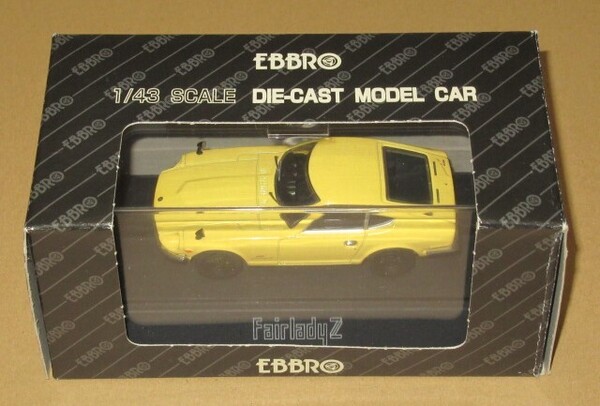 EBBRO
1/43 SCALE DIE-CAST MODEL CAR
Fairlady Z
EBBRO